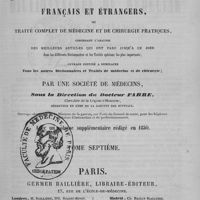 FRANÇAIS ET ÉTRANGERS,
OU
TRAITÉ COMPLET DE MÉDECINE ET DE CHIRURGIE PRATIQUES,
CONTENANT L'ANALYSE
DES MEILLEURS ARTICLES QUI ONT PARU JUSQU'A CE JOUR
dans les différents Dictionnaires et les Traités spéciaux les plus importants;
OUVRAGE DESTINÉ A REMPLACER
Tous les autres Dictionnaires et Traités de médecine et de chirurgie;
PAR UNE SOCIÉTÉ DE MÉDECINS,
Sous la Direction du Docteur FABRE,
Chevalier de la Légion-d'Honneur,
RÉDACTEUR EN CHEF DE LA GAZETTE DES HÔPITAUX.
supplémentaire rédigé en 1850.
TOME SEPTIÈME.
PARIS.
GERMER BAILLIÈRE, LIBRAIRE-ÉDITEUR,
17, RUE DE L'ÉCOLE-DE-MÉDECINE.